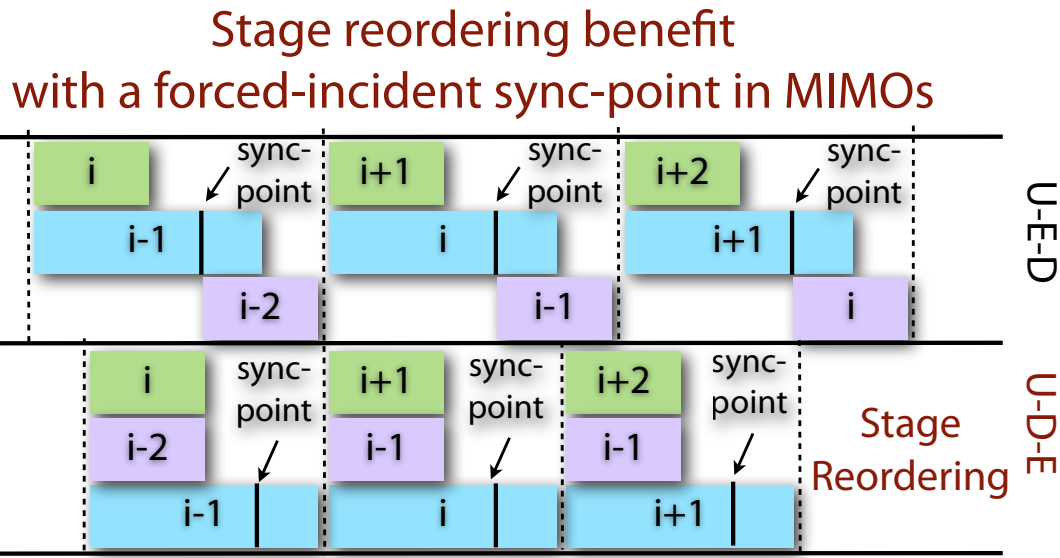 Stage reordering benefit
with a forced-incident sync-point in MIMOs
i
sync-
point
i+1
sync-
point
i+2
sync-
point
i-1
i
i+1
i-2
i-1
i
U-E-D
i
sync-
point
i+1
sync-
point
i+2
sync-
point
i-2
i-1
i-1
i-1
i
i+1
Stage
Reordering
U-D-E